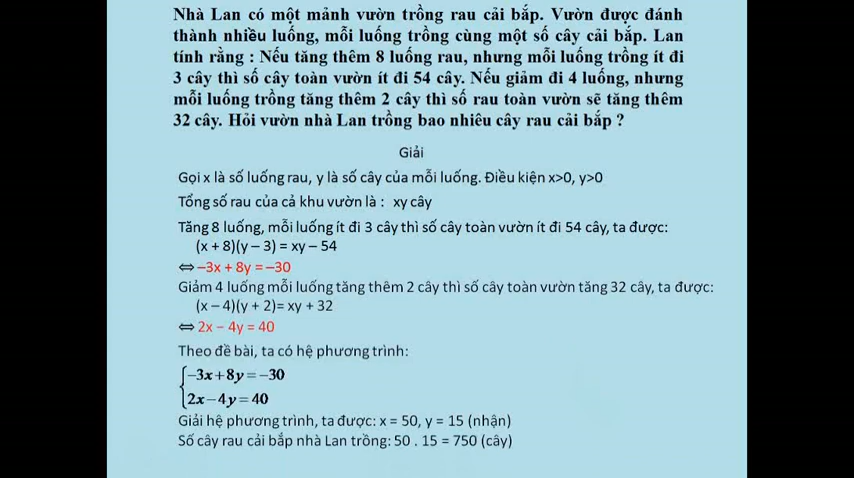 Nhà Lan có một mảnh vườn trồng rau cải bắp. Vườn được đánh
thành nhiều luống, mỗi luống trồng cùng một số cây cải bắp. Lan
tính rằng : Nếu tăng thêm 8 luống rau, nhưng mỗi luống trồng ít đi
3 cây thì số cây toàn vườn ít đi 54 cây. Nếu giảm đi 4 luống, nhưng
mỗi luống trồng tăng thêm 2 cây thì số rau toàn vườn sẽ tăng thêm
32 cây. Hỏi vườn nhà Lan trồng bao nhiêu cây rau cải bắp ?
Giải
Gọi x là số luống rau, y là số cây của mỗi luống. Điều kiện x>0, y>0
Tổng số rau của cả khu vườn là : xy cây
Tăng 8 luống, mỗi luống ít đi 3 cây thì số cây toàn vườn ít đi 54 cây, ta được:
(x + 8)(y – 3) = xy – 54
⇔ –3x + 8y = –30
Giảm 4 luống mỗi luống tăng thêm 2 cây thì số cây toàn vườn tăng 32 cây, ta được:
(x – 4)(y + 2)= xy + 32
⇔ 2x – 4y = 40
Theo đề bài, ta có hệ phương trình:
{–3x+8y=–30
2x–4y=40
Giải hệ phương trình, ta được: x = 50, y = 15 (nhận)
Số cây rau cải bắp nhà Lan trồng: 50 . 15 = 750 (cây)